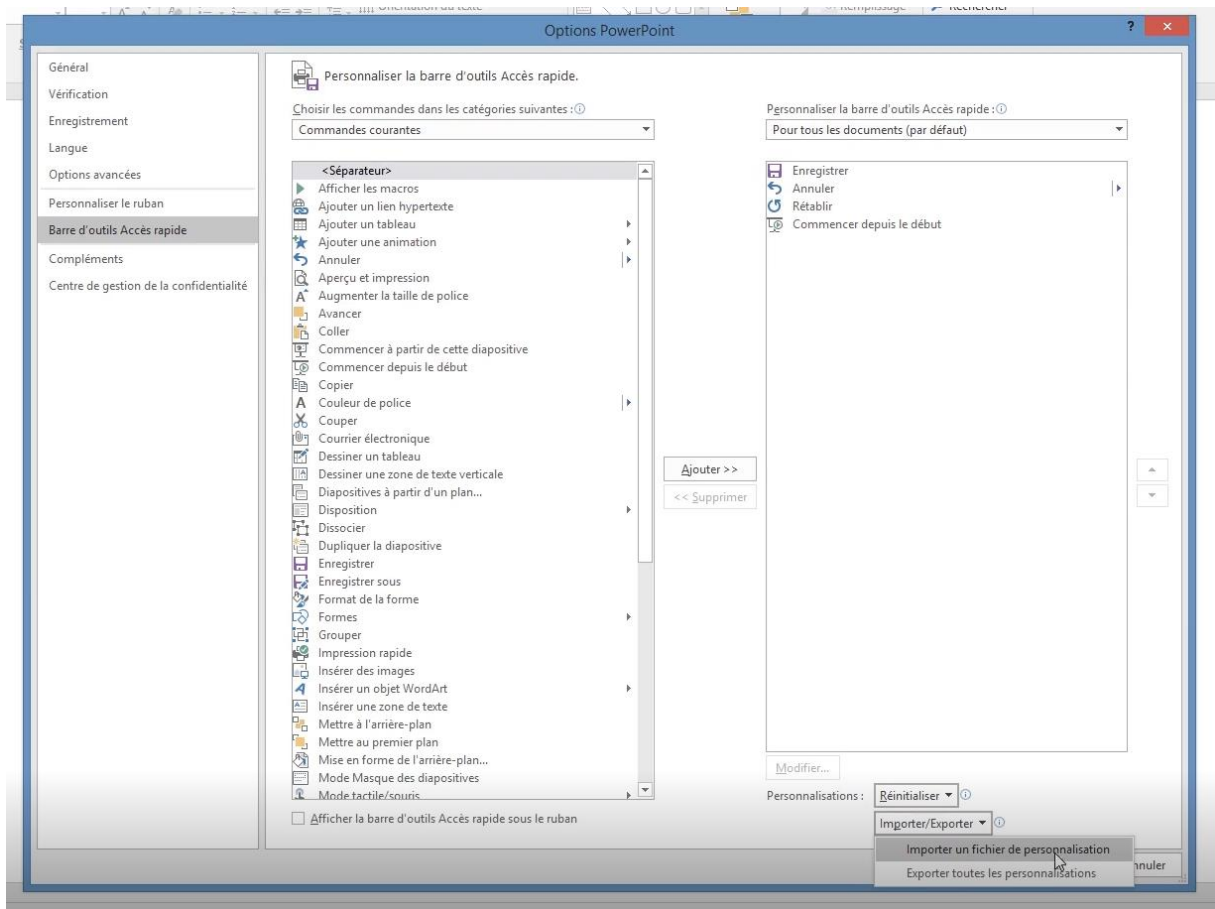 Orientation du texte
Remplissage
Rechercher
Options PowerPoint
?
Général
Vérification
Enregistrement
Langue
Options avancées
Personnaliser le ruban
Barre d'outils Accès rapide
Compléments
Centre de gestion de la confidentialité
Personnaliser la barre d'outils Accès rapide.
Choisir les commandes dans les catégories suivantes :
Commandes courantes
<Séparateur>
Afficher les macros
Ajouter un lien hypertexte
Ajouter un tableau
Ajouter une animation
Annuler
Aperçu et impression
Augmenter la taille de police
Avancer
Coller
Commencer à partir de cette diapositive
Commencer depuis le début
Copier
Couleur de police
Couper
Courrier électronique
Dessiner un tableau
Dessiner une zone de texte verticale
Diapositives à partir d'un plan...
Disposition
Dissocier
Dupliquer la diapositive
Enregistrer
Enregistrer sous
Format de la forme
Formes
Grouper
Impression rapide
Insérer des images
Insérer un objet WordArt
Insérer une zone de texte
Mettre à l'arrière-plan
Mettre au premier plan
Mise en forme de l'arrière-plan...
Mode Masque des diapositives
Mode tactile/souris
Afficher la barre d'outils Accès rapide sous le ruban
Ajouter >>
<< Supprimer
Personnaliser la barre d'outils Accès rapide :
Pour tous les documents (par défaut)
Enregistrer
Annuler
Rétablir
Commencer depuis le début
Modifier...
Personnalisations :
Réinitialiser
Importer/Exporter
Importer un fichier de personnalisation
Exporter toutes les personnalisations
nnuler